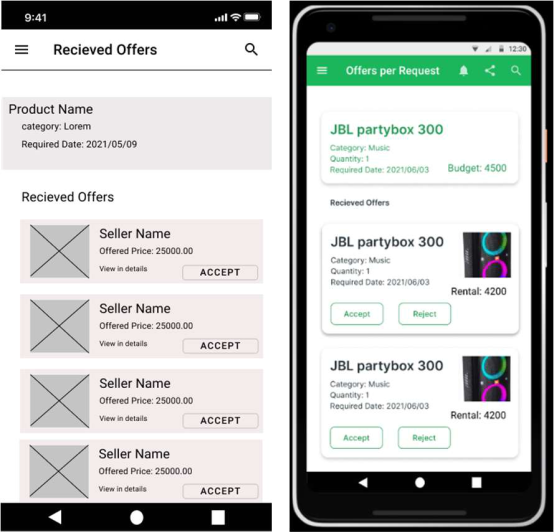 9:41
Recieved Offers
Product Name
category: Lorem
Required Date: 2021/05/09
Recieved Offers
Seller Name
Offered Price: 25000.00
View in details
ACCEPT
Seller Name
Offered Price: 25000.00
View in details
ACCEPT
Seller Name
Offered Price: 25000.00
View in details
ACCEPT
Seller Name
Offered Price: 25000.00
View in details
ACCEPT
12:30
Offers per Request
JBL partybox 300
Category: Music
Quantity: 1
Required Date: 2021/06/03
Budget: 4500
Recieved Offers
JBL partybox 300
Category: Music
Quantity: 1
Required Date: 2021/06/03
Rental: 4200
Accept
Reject
JBL partybox 300
Category: Music
Quantity: 1
Required Date: 2021/06/03
Rental: 4200
Accept
Reject